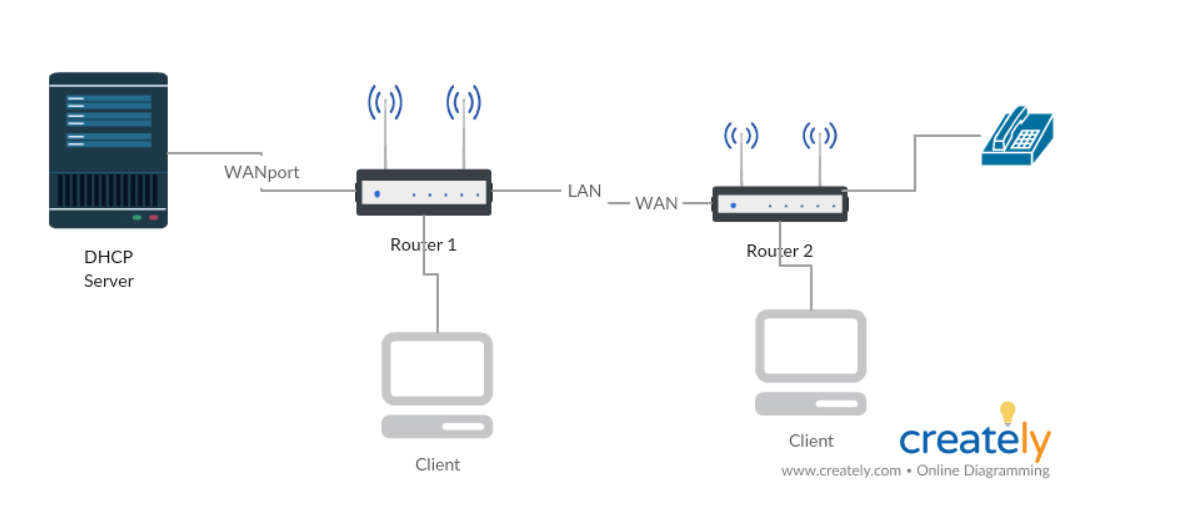 WANport
LAN
WAN
DHCP
Server
Router 1
Router 2
Client
Client
creately
www.creately.com • Online Diagramming